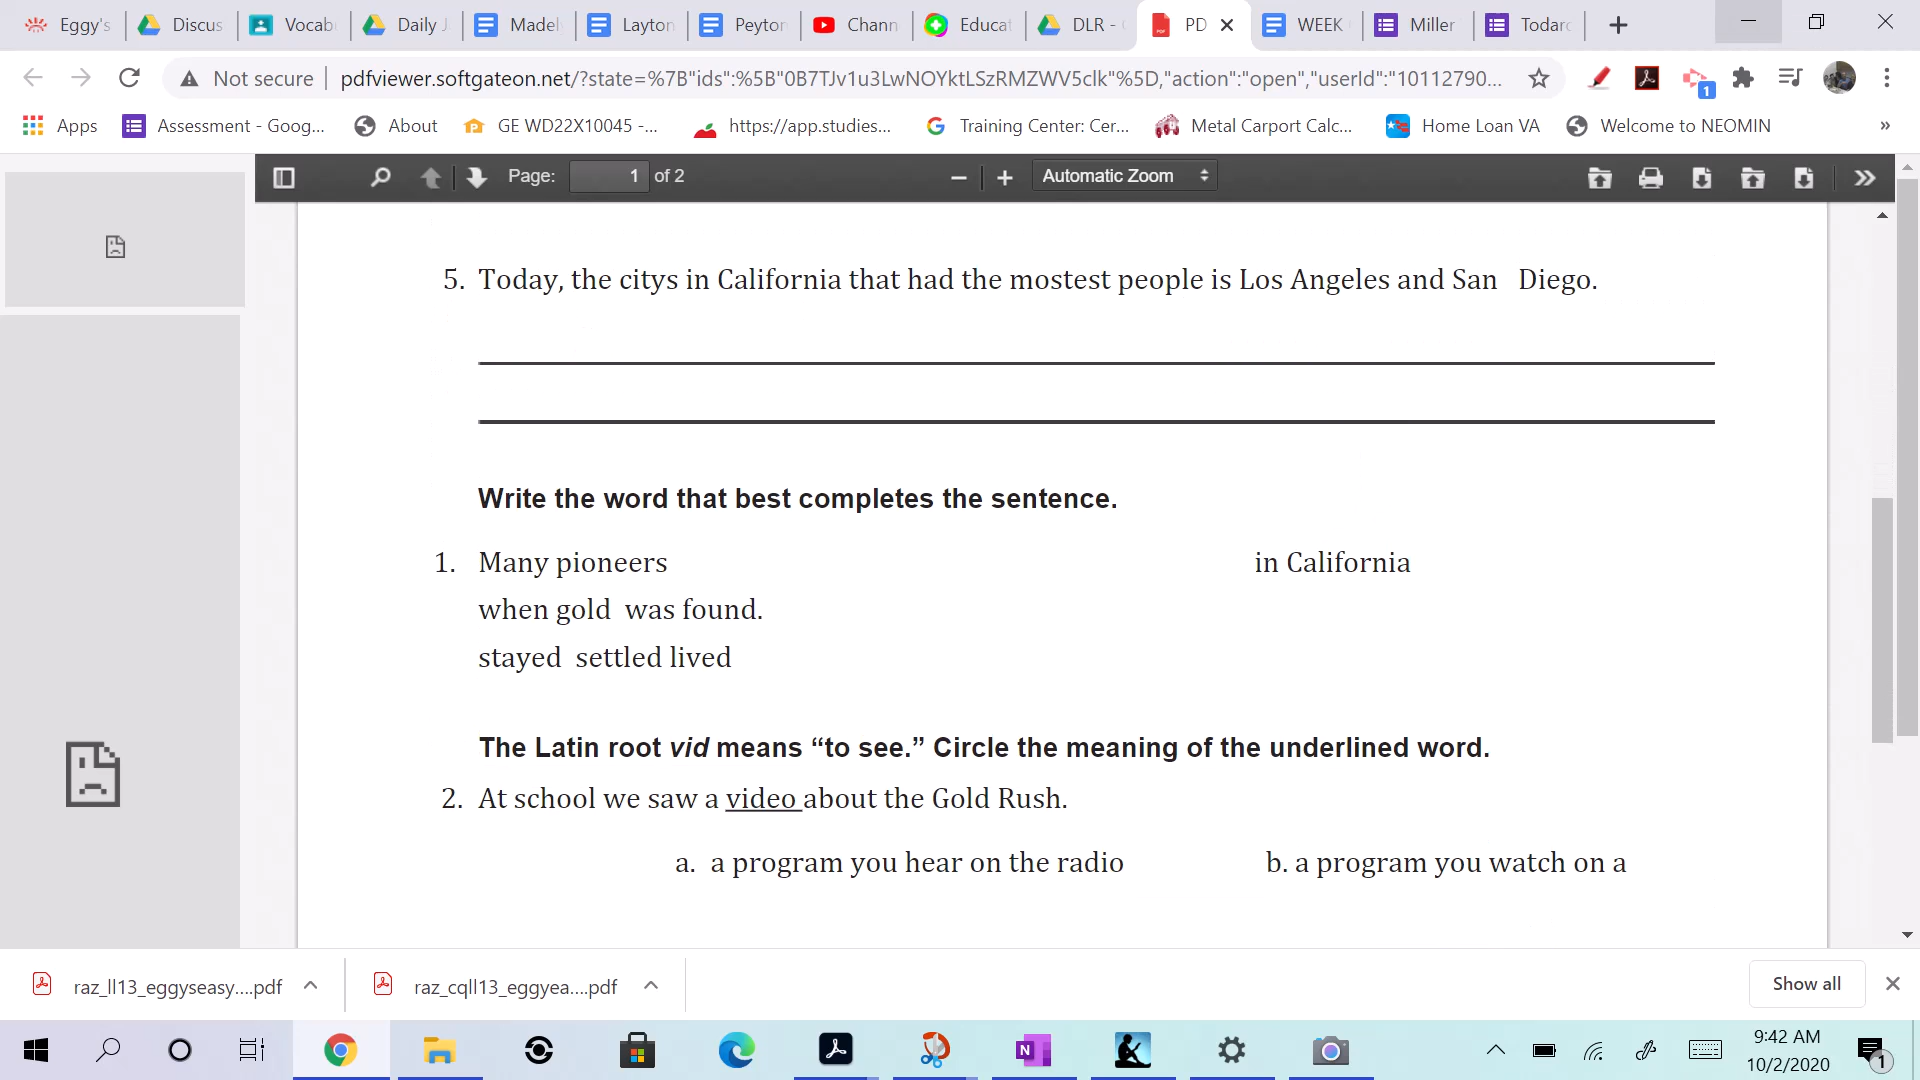 Eggy's Discus Vocab Daily J Madel Layton Peyton Chann Educat DLR - PD WEEK Miller Todaro
Not secure pdfviewer.softgateon.net/?state=%7B"ids":%5B"0B7TJv1u3LwNOYktLSzRMZWV5clk"%5D,"action":"open","userId":"10112790...
Apps Assessment - Goog... About GE WD22X10045 -... https://app.studies... Training Center: Cer... Metal Carport Calc... Home Loan VA Welcome to NEOMIN »
Page: 1 of 2 Automatic Zoom
5. Today, the citys in California that had the mostest people is Los Angeles and San Diego.
Write the word that best completes the sentence.
1. Many pioneers in California
when gold was found.
stayed settled lived
The Latin root vid means “to see.” Circle the meaning of the underlined word.
2. At school we saw a video about the Gold Rush.
a. a program you hear on the radio b. a program you watch on a
raz_ll13_eggyseasy....pdf raz_cqll13_eggyea....pdf Show all
9:42 AM
10/2/2020
1